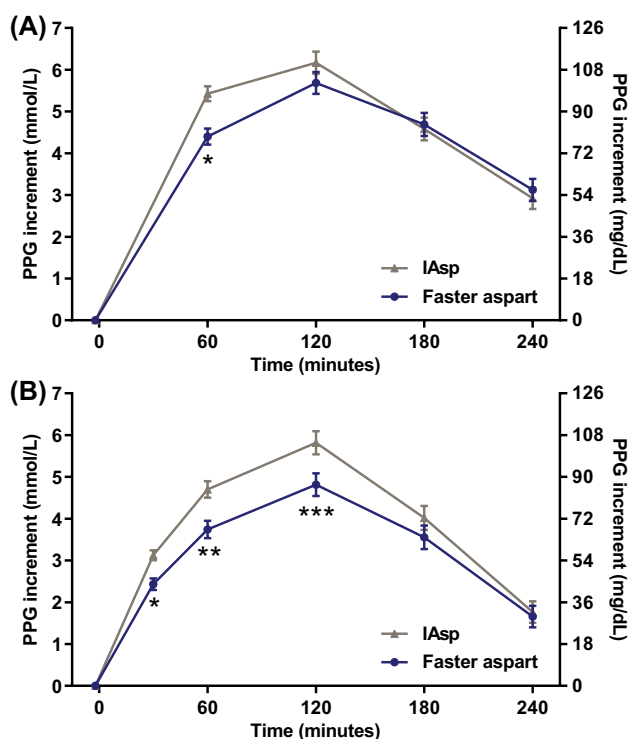 (A)
PPG increment (mmol/L)
7
6
5
4
3
2
1
0
126
108
90
72
54
36
18
0
PPG increment (mg/dL)
*
IAsp
Faster aspart
0 60 120 180 240
Time (minutes)
(B)
PPG increment (mmol/L)
7
6
5
4
3
2
1
0
126
108
90
72
54
36
18
0
PPG increment (mg/dL)
***
**
*
IAsp
Faster aspart
0 60 120 180 240
Time (minutes)